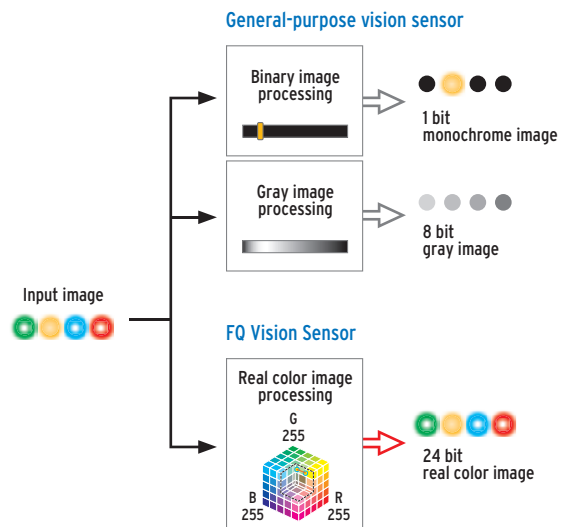 General-purpose vision sensor
Binary image
processing
1 bit
monochrome image
Gray image
processing
8 bit
gray image
Input image
FQ Vision Sensor
Real color image
processing
G
255
B
255
R
255
24 bit
real color image